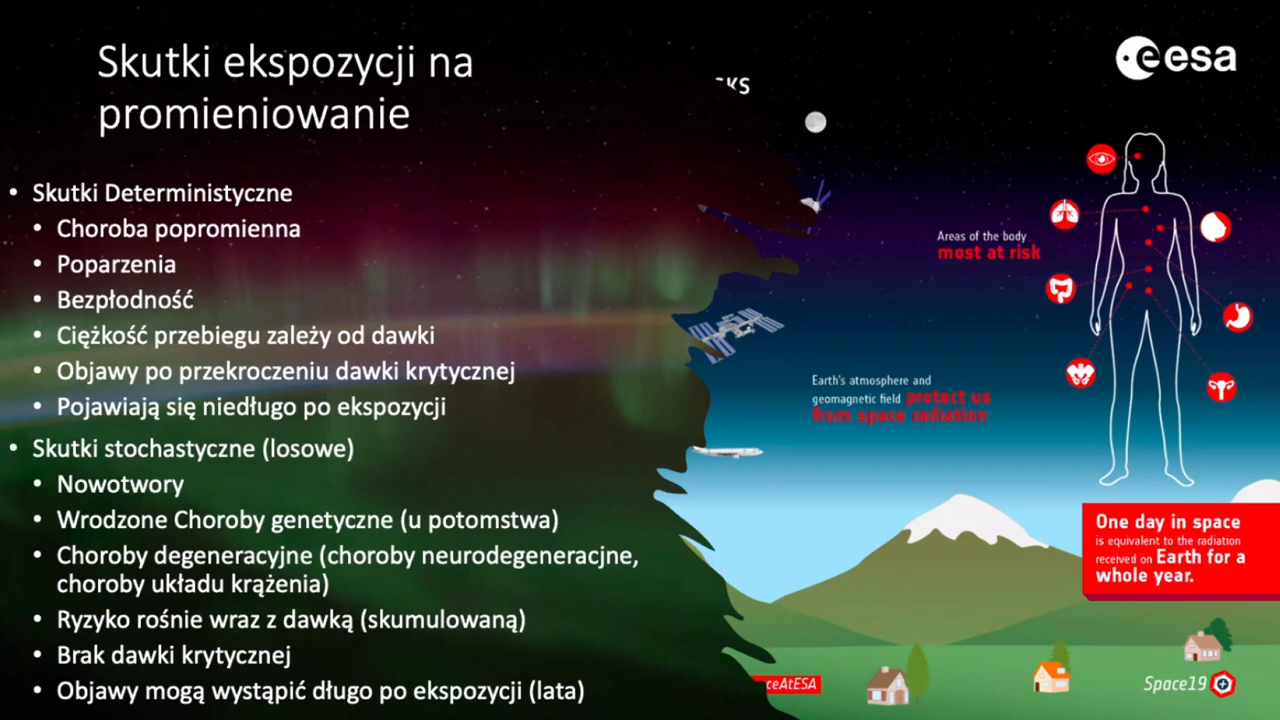 Skutki ekspozycji na
promieniowanie
• Skutki Deterministyczne
• Choroba popromienna
• Poparzenia
• Bezpłodność
• Ciężkość przebiegu zależy od dawki
• Objawy po przekroczeniu dawki krytycznej
• Pojawiają się niedługo po ekspozycji
• Skutki stochastyczne (losowe)
• Nowotwory
• Wrodzone Choroby genetyczne (u potomstwa)
• Choroby degeneracyjne (choroby neurodegeneracjne,
choroby układu krążenia)
• Ryzyko rośnie wraz z dawką (skumulowaną)
• Brak dawki krytycznej
• Objawy mogą wystąpić długo po ekspozycji (lata)
esa
Areas of the body
most at risk
Earth's atmosphere and
geomagnetic field protect us
from space radiation
One day in space
is equivalent to the radiation
received on Earth for a
whole year.
ceAtESA
Space19